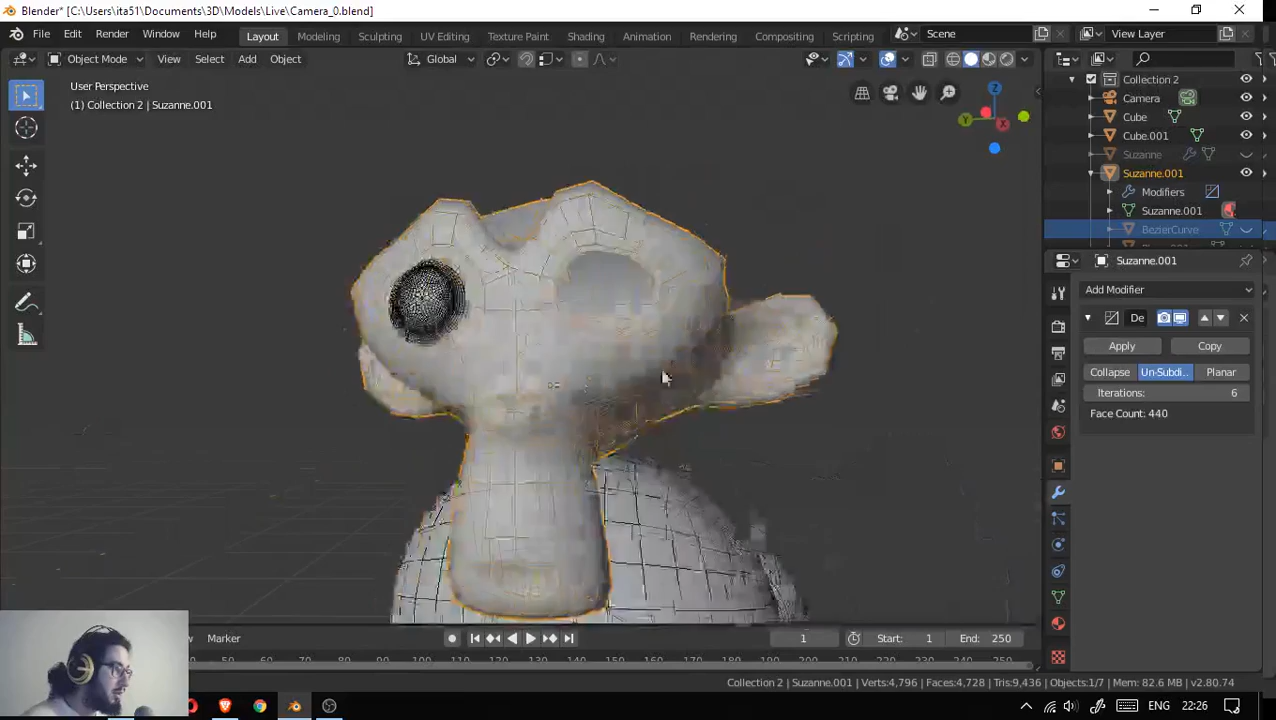 Blender* [C:\Users\ita51\Documents\3D\Models\Live\Camera_0.blend]
File Edit Render Window Help Layout Modeling Sculpting UV Editing Texture Paint Shading Animation Rendering Compositing Scripting Scene View Layer
Object Mode View Select Add Object Global
User Perspective
(1) Collection 2 | Suzanne.001
Z
Y
X
Collection 2
Camera
Cube
Cube.001
Suzanne
Suzanne.001
Modifiers
Suzanne.001
BezierCurve
Suzanne.001
Add Modifier
De
Apply Copy
Collapse Un-Subdi.. Planar
Iterations: 6
Face Count: 440
Marker 1 Start: 1 End: 250
50 60 70 80 90 100 110 120 130 140 150 160 170 180 190 200 210 220 230 240 250
Collection 2 | Suzanne.001 | Verts:4,796 | Faces:4,728 | Tris:9,436 | Objects:1/7 | Mem: 82.6 MB | v2.80.74
ENG 22:26